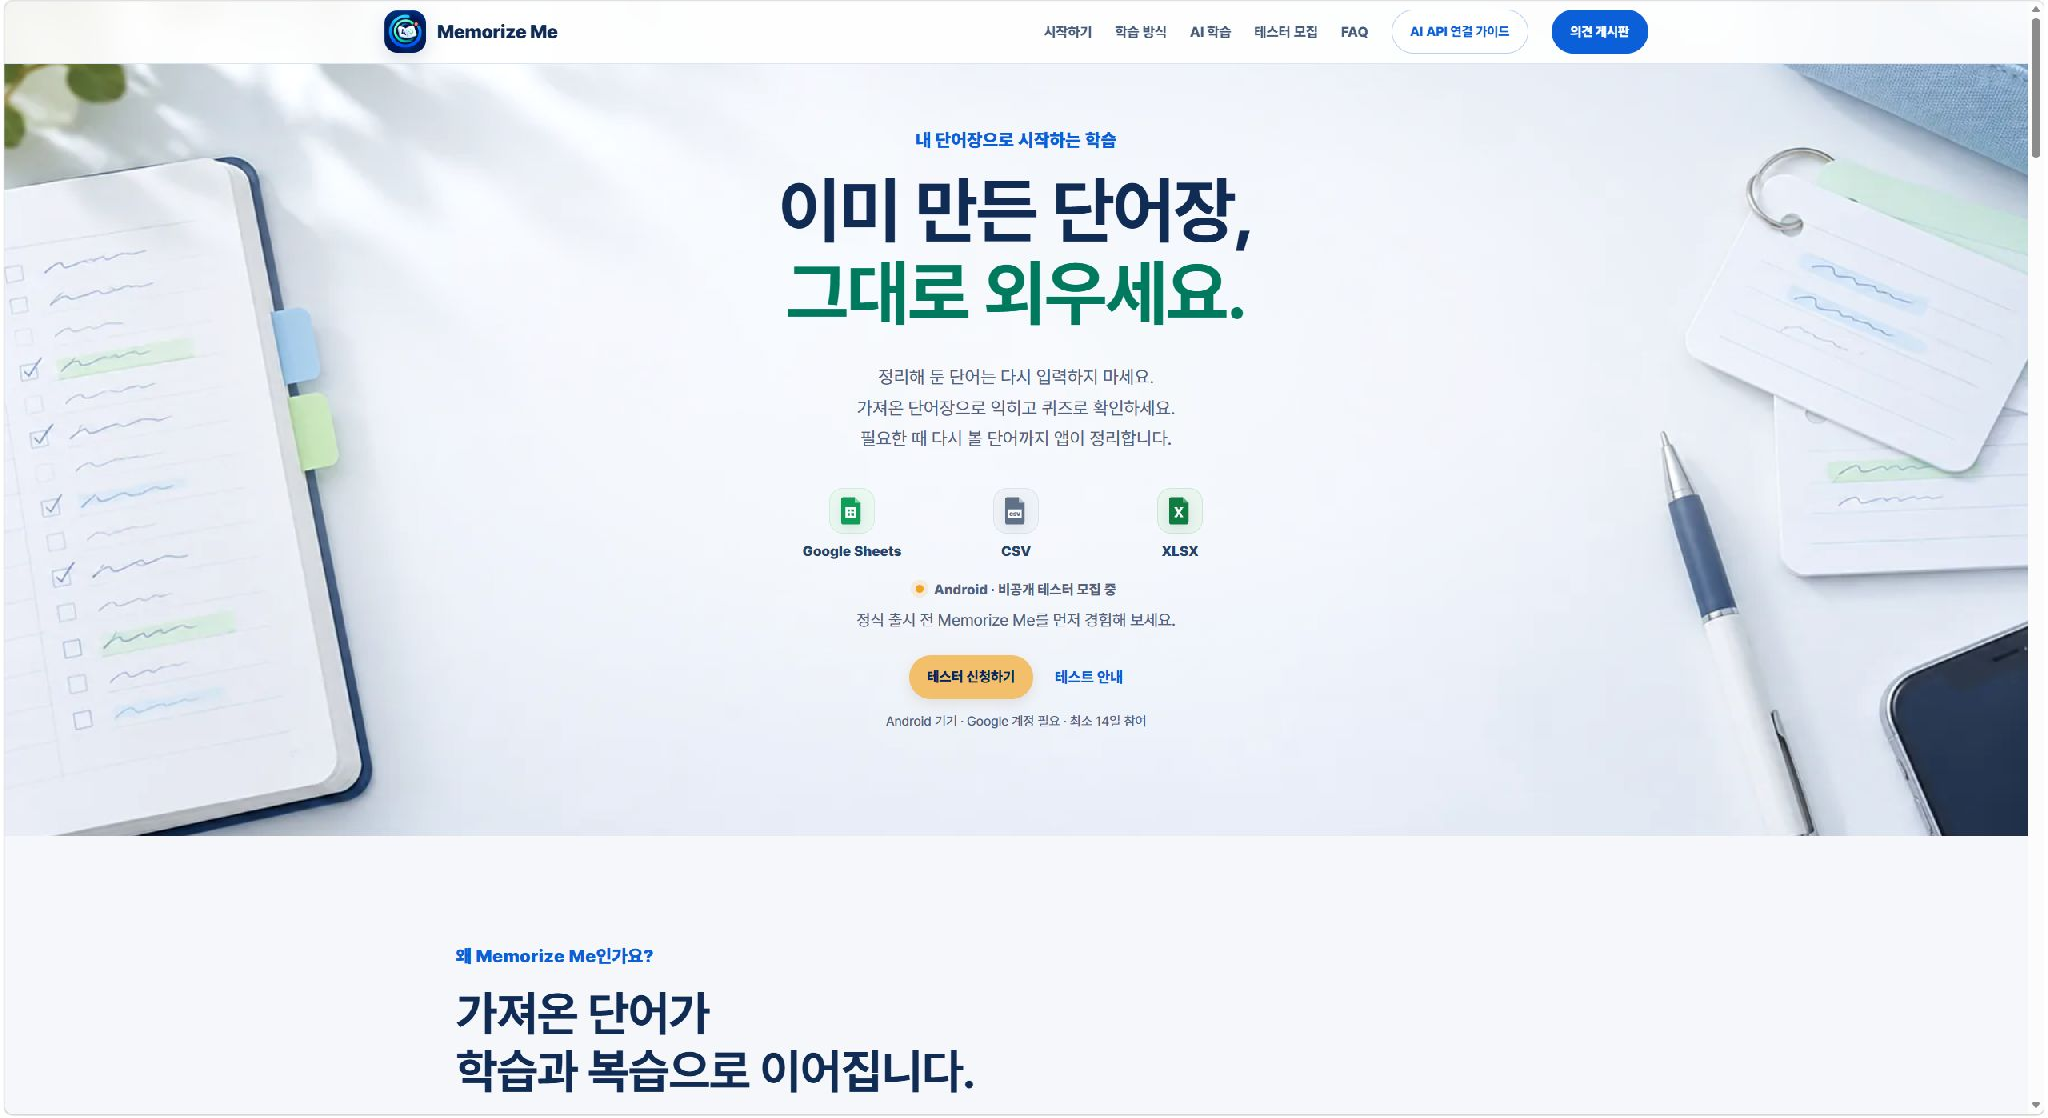 Memorize Me
시작하기
학습 방식
AI 학습
테스터 모집
FAQ
AI API 연결 가이드
의견 게시판
내 단어장으로 시작하는 학습
이미 만든 단어장,
그대로 외우세요.
정리해 둔 단어는 다시 입력하지 마세요.
가져온 단어장으로 익히고 퀴즈로 확인하세요.
필요한 때 다시 볼 단어까지 앱이 정리합니다.
Google Sheets
CSV
XLSX
Android · 비공개 테스터 모집 중
정식 출시 전 Memorize Me를 먼저 경험해 보세요.
테스터 신청하기
테스트 안내
Android 기기 · Google 계정 필요 · 최소 14일 참여
왜 Memorize Me인가요?
가져온 단어가
학습과 복습으로 이어집니다.